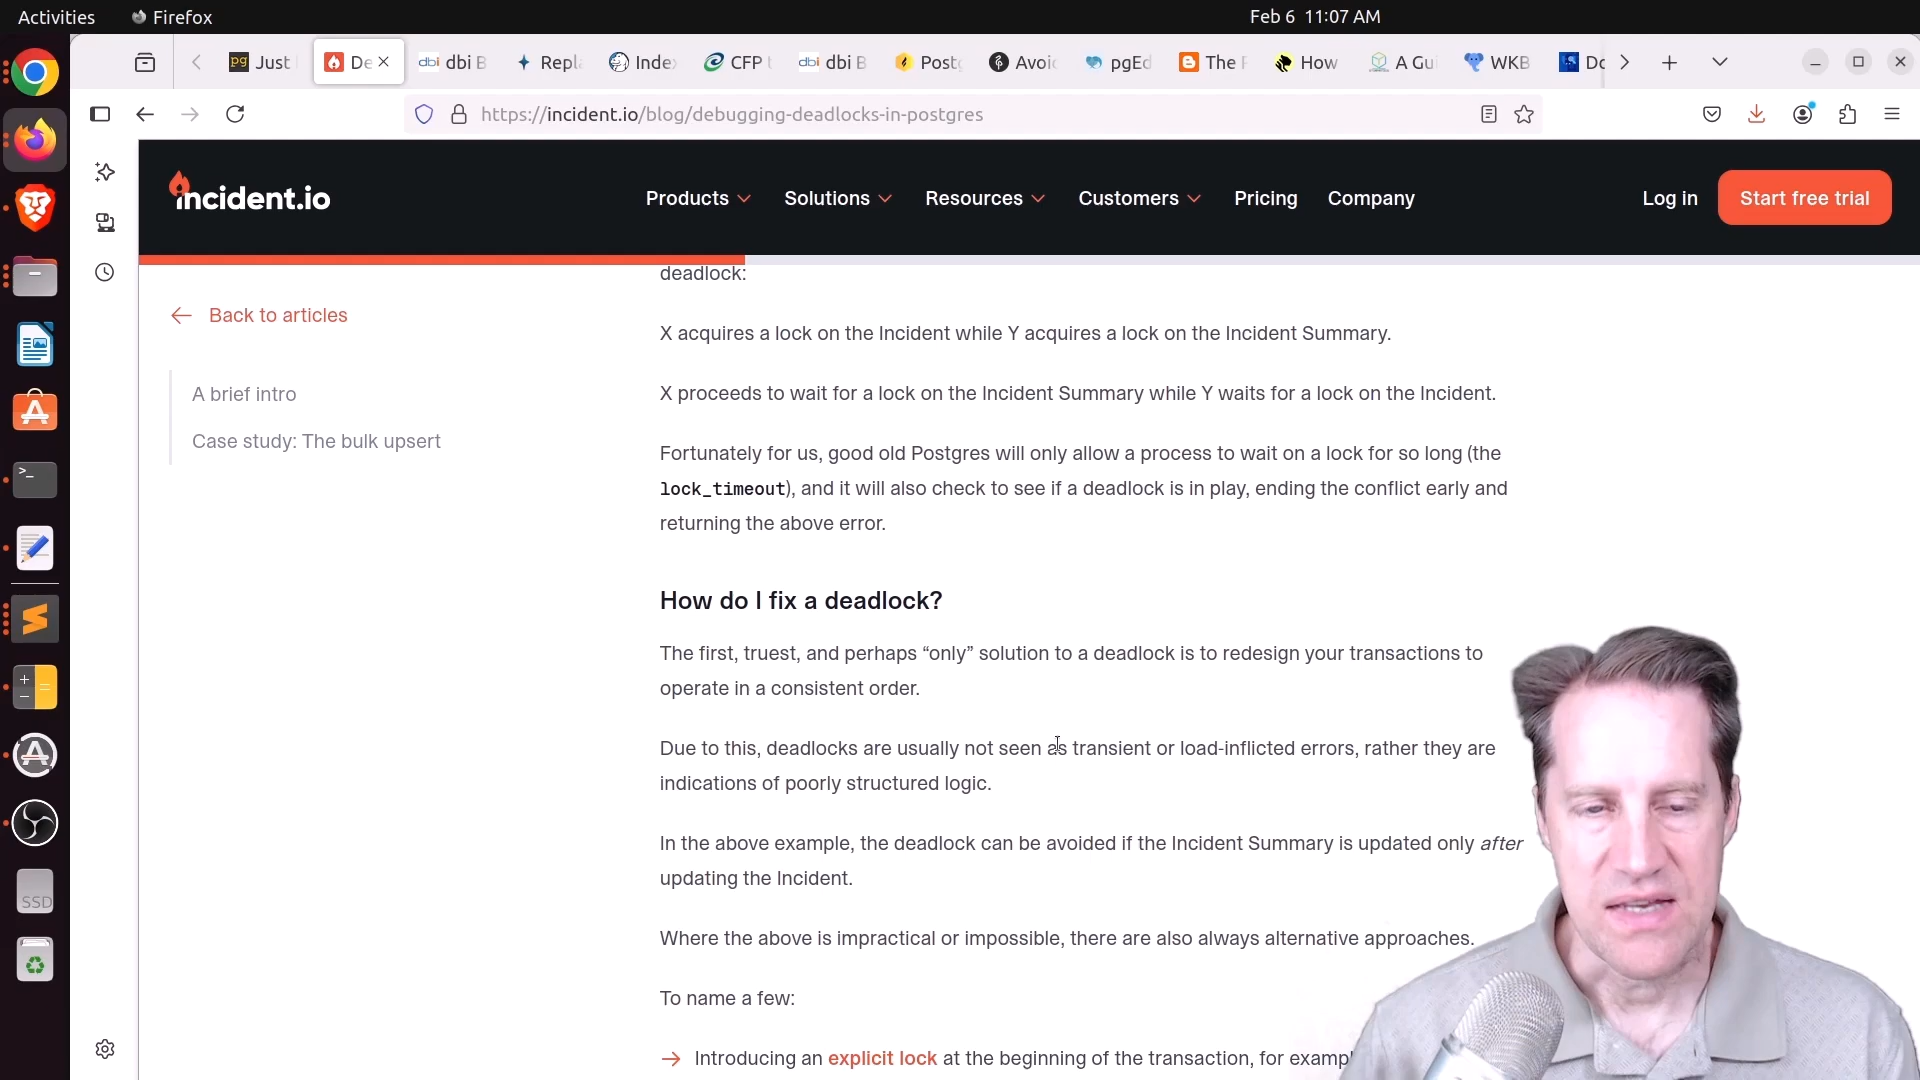 Activities
Firefox
Feb 6 11:07 AM
Just
De
dbi B
Repl
Inde
CFP
dbi B
Postg
Avoi
pgEd
The
How
A Gui
WKB
Do
https://incident.io/blog/debugging-deadlocks-in-postgres
incident.io
Products
Solutions
Resources
Customers
Pricing
Company
Log in
Start free trial
Back to articles
A brief intro
Case study: The bulk upsert
deadlock:
X acquires a lock on the Incident while Y acquires a lock on the Incident Summary.
X proceeds to wait for a lock on the Incident Summary while Y waits for a lock on the Incident.
Fortunately for us, good old Postgres will only allow a process to wait on a lock for so long (the
lock_timeout), and it will also check to see if a deadlock is in play, ending the conflict early and
returning the above error.
How do I fix a deadlock?
The first, truest, and perhaps “only” solution to a deadlock is to redesign your transactions to
operate in a consistent order.
Due to this, deadlocks are usually not seen as transient or load-inflicted errors, rather they are
indications of poorly structured logic.
In the above example, the deadlock can be avoided if the Incident Summary is updated only after
updating the Incident.
Where the above is impractical or impossible, there are also always alternative approaches.
To name a few:
→ Introducing an explicit lock at the beginning of the transaction, for exampl
SSD